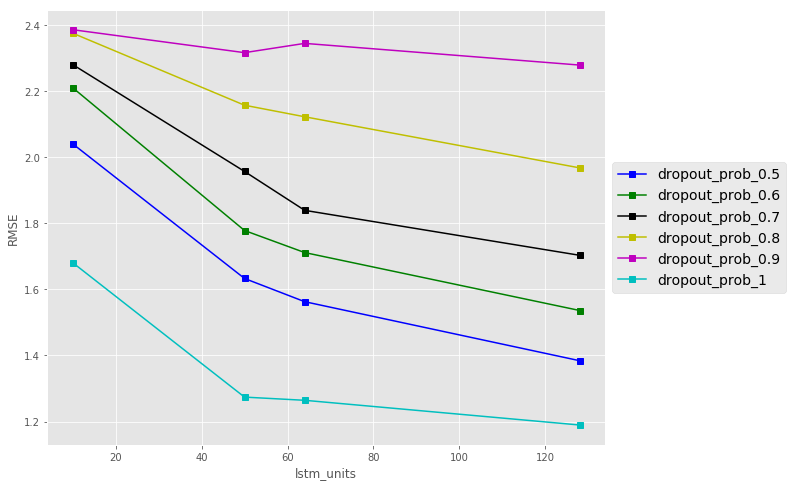 2.4
2.2
2.0
1.8
1.6
1.4
1.2
RMSE
20
40
60
80
100
120
lstm_units
dropout_prob_0.5
dropout_prob_0.6
dropout_prob_0.7
dropout_prob_0.8
dropout_prob_0.9
dropout_prob_1